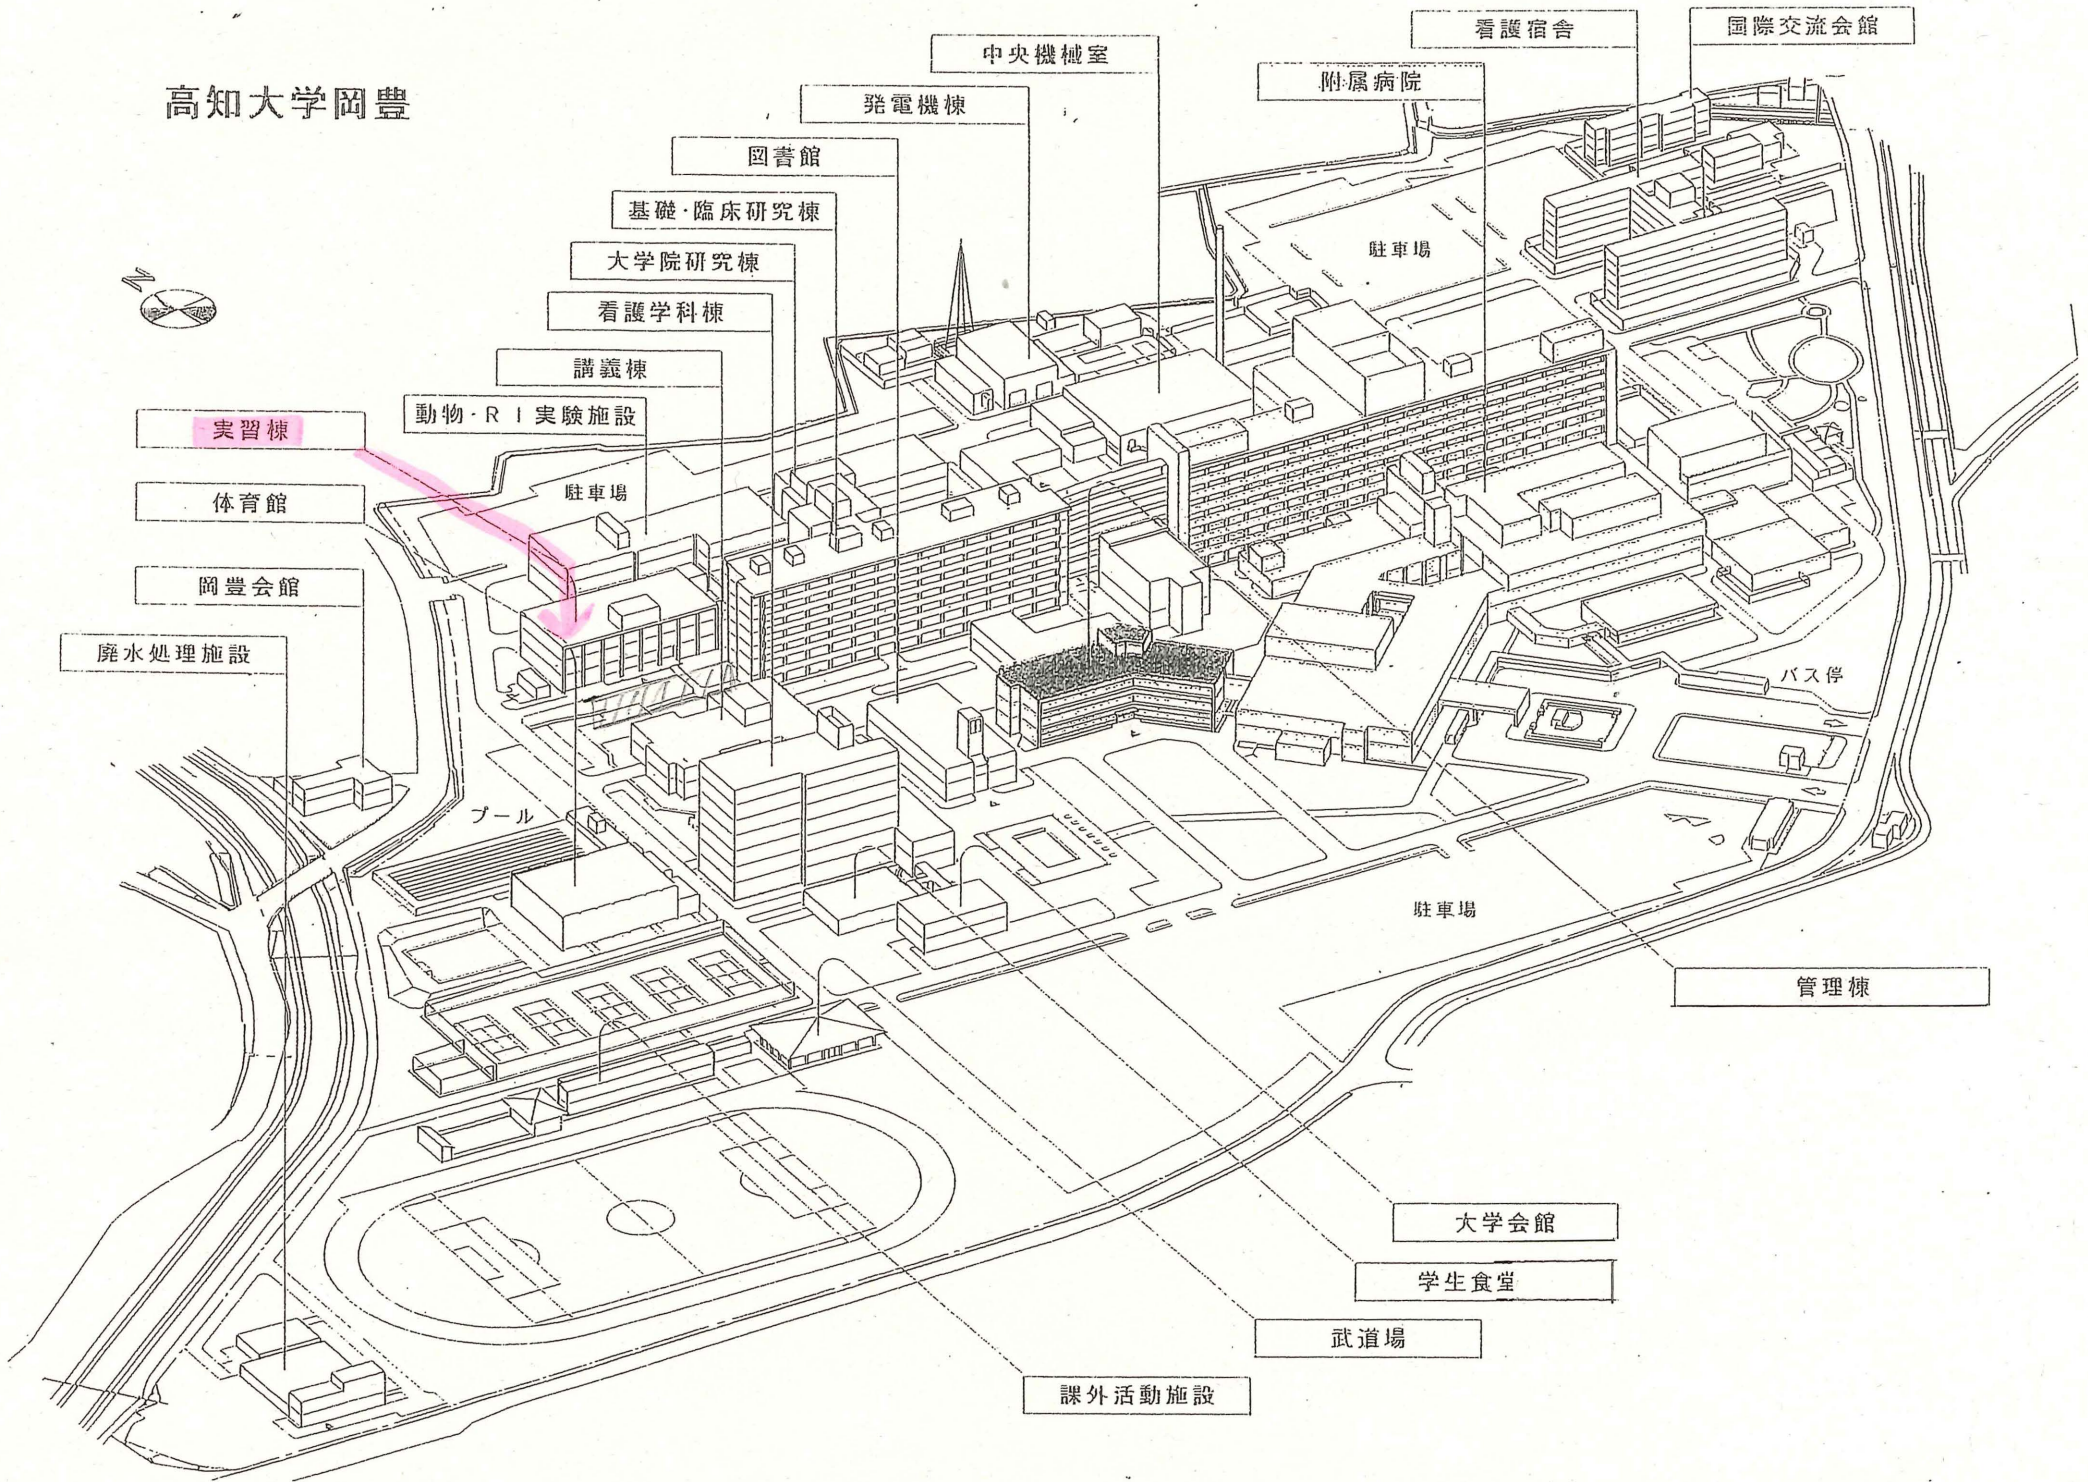 高知大学岡豊
看護宿舎
国際交流会館
中央機械室
附属病院
発電機棟
図書館
基礎・臨床研究棟
大学院研究棟
看護学科棟
講義棟
動物・RI実験施設
実習棟
体育館
岡豊会館
廃水処理施設
N
駐車場
駐車場
バス停
プール
駐車場
管理棟
大学会館
学生食堂
武道場
課外活動施設